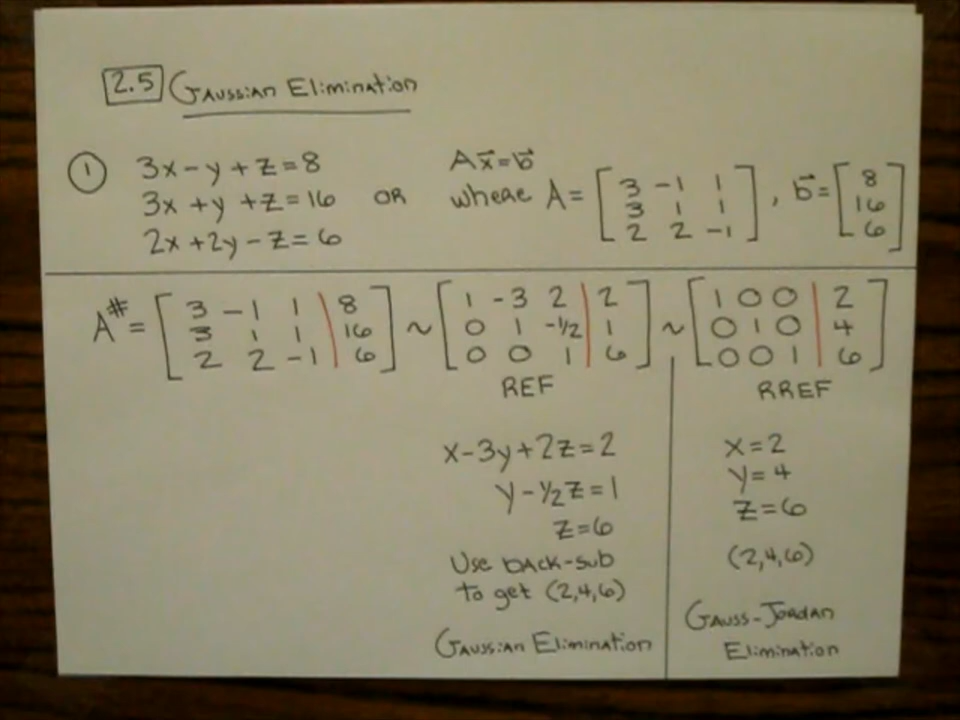 2.5 Gaussian Elimination
① 3x - y + z = 8
3x + y + z = 16 OR
2x + 2y - z = 6
Ax⃗ = b⃗
where A = [3 -1 1; 3 1 1; 2 2 -1], b⃗ = [8; 16; 6]
A^# = [3 -1 1 | 8; 3 1 1 | 16; 2 2 -1 | 6] ~ [1 -3 2 | 2; 0 1 -1/2 | 1; 0 0 1 | 6] ~ [1 0 0 | 2; 0 1 0 | 4; 0 0 1 | 6]
REF
x - 3y + 2z = 2
y - 1/2 z = 1
z = 6
Use back-sub
to get (2,4,6)
Gaussian Elimination
RREF
x = 2
y = 4
z = 6
(2,4,6)
Gauss-Jordan
Elimination